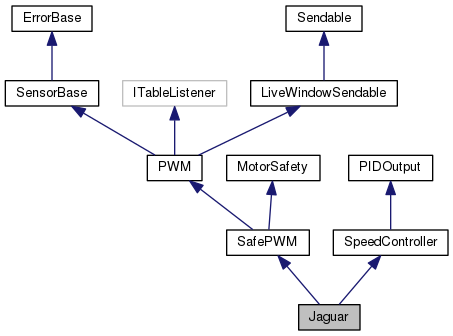 ErrorBase
Sendable
SensorBase
ITableListener
LiveWindowSendable
PWM
MotorSafety
PIDOutput
SafePWM
SpeedController
Jaguar